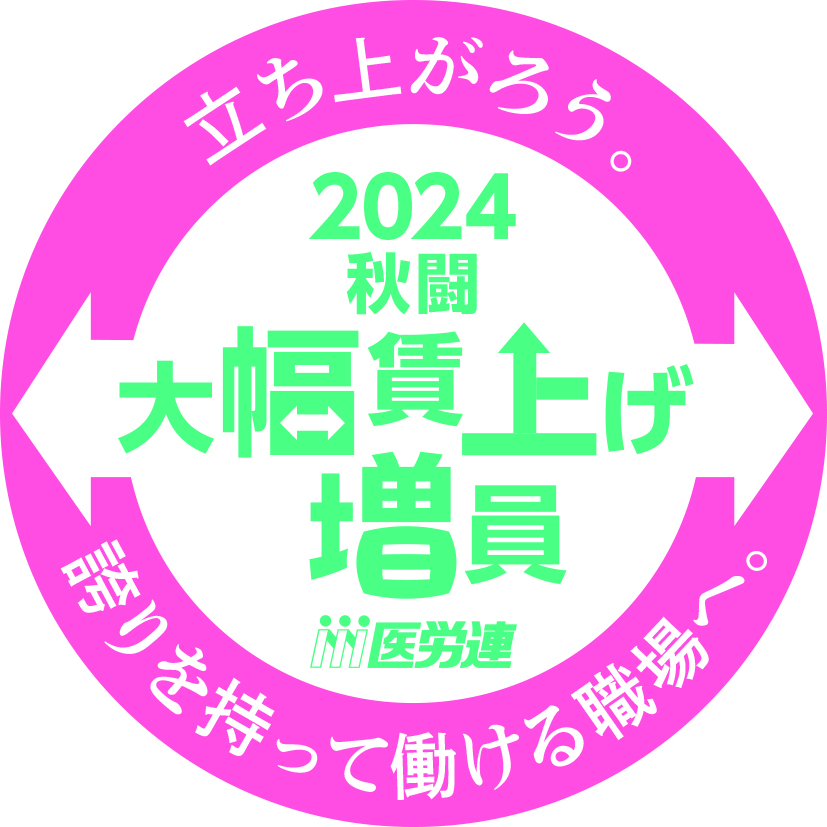 立ち上がろう。
2024
秋闘
大幅賃上げ
増員
医労連
誇りを持って働ける職場へ。